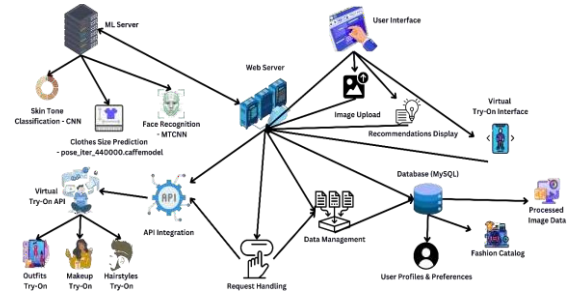 ML Server
User Interface
Web Server
Skin Tone
Classification - CNN
Clothes Size Prediction
- pose_iter_440000.caffemodel
Face Recognition
- MTCNN
Image Upload
Recommendations Display
Virtual
Try-On Interface
Virtual
Try-On API
API
API Integration
Database (MySQL)
Data Management
Processed
Image Data
Fashion Catalog
User Profiles & Preferences
Request Handling
Outfits
Try-On
Makeup
Try-On
Hairstyles
Try-On